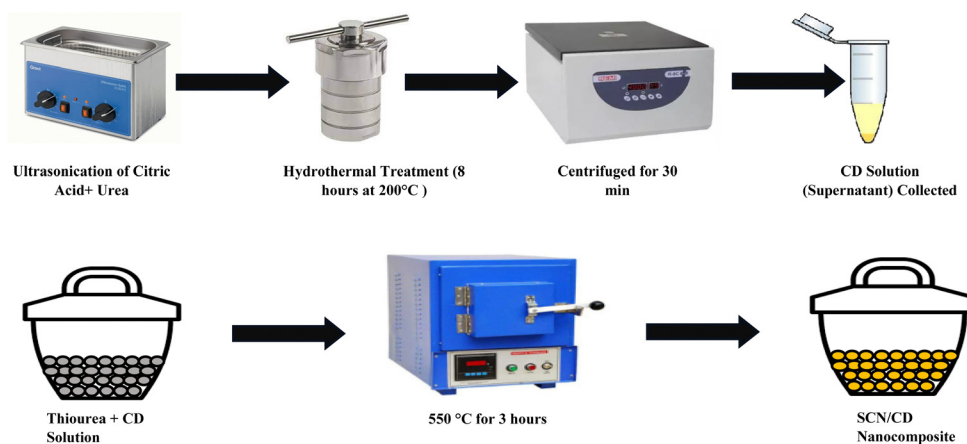 Ultrasonication of Citric
Acid+ Urea
Hydrothermal Treatment (8
hours at 200°C )
Centrifuged for 30
min
CD Solution
(Supernatant) Collected
Thiourea + CD
Solution
550 °C for 3 hours
SCN/CD
Nanocomposite